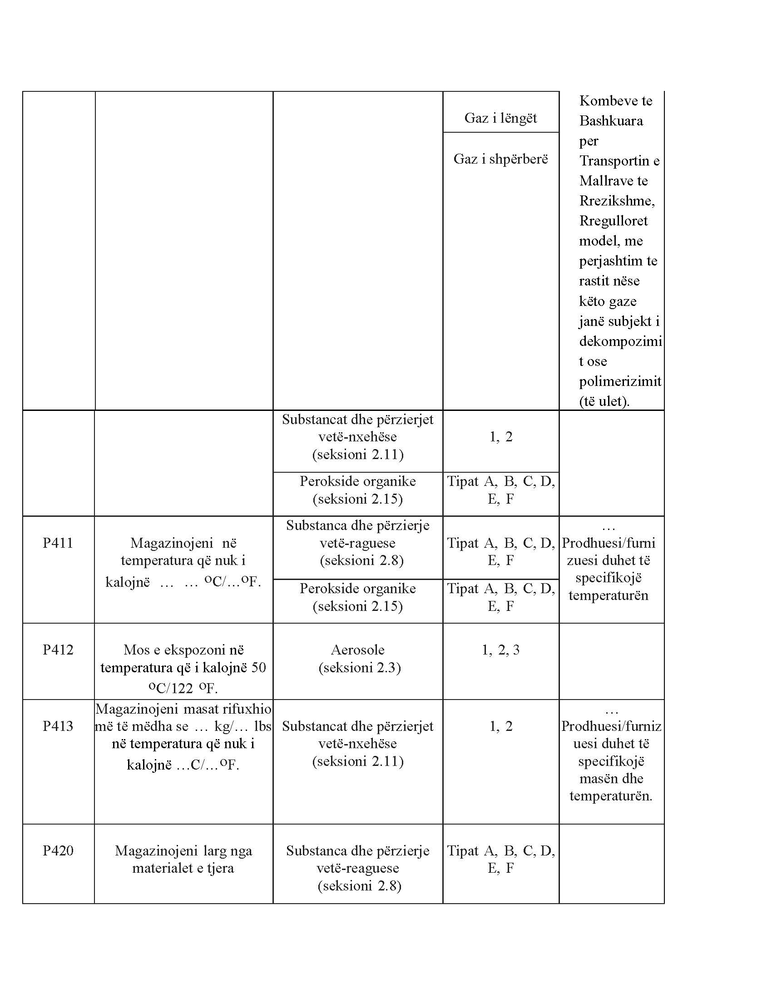 Gaz i lëngët
Gaz i shpërberë
Kombeve te
Bashkuara
per
Transportin e
Mallrave te
Rrezikshme,
Rregulloret
model, me
perjashtim te
rastit nëse
këto gaze
janë subjekt i
dekompozimi
t ose
polimerizimit
(të ulet).
Substancat dhe përzierjet
vetë-nxehëse
(seksioni 2.11)
1, 2
Perokside organike
(seksioni 2.15)
Tipat A, B, C, D,
E, F
P411
Magazinojeni në
temperatura që nuk i
kalojnë … … ºC/…ºF.
Substanca dhe përzierje
vetë-raguese
(seksioni 2.8)
Tipat A, B, C, D,
E, F
Perokside organike
(seksioni 2.15)
Tipat A, B, C, D,
E, F
…
Prodhuesi/furni
zuesi duhet të
specifikojë
temperaturën
P412
Mos e ekspozoni në
temperatura që i kalojnë 50
ºC/122 ºF.
Aerosole
(seksioni 2.3)
1, 2, 3
P413
Magazinojeni masat rifuxhio
më të mëdha se … kg/… lbs
në temperatura që nuk i
kalojnë …C/…ºF.
Substancat dhe përzierjet
vetë-nxehëse
(seksioni 2.11)
1, 2
…
Prodhuesi/furniz
uesi duhet të
specifikojë
masën dhe
temperaturën.
P420
Magazinojeni larg nga
materialet e tjera
Substanca dhe përzierje
vetë-reaguese
(seksioni 2.8)
Tipat A, B, C, D,
E, F